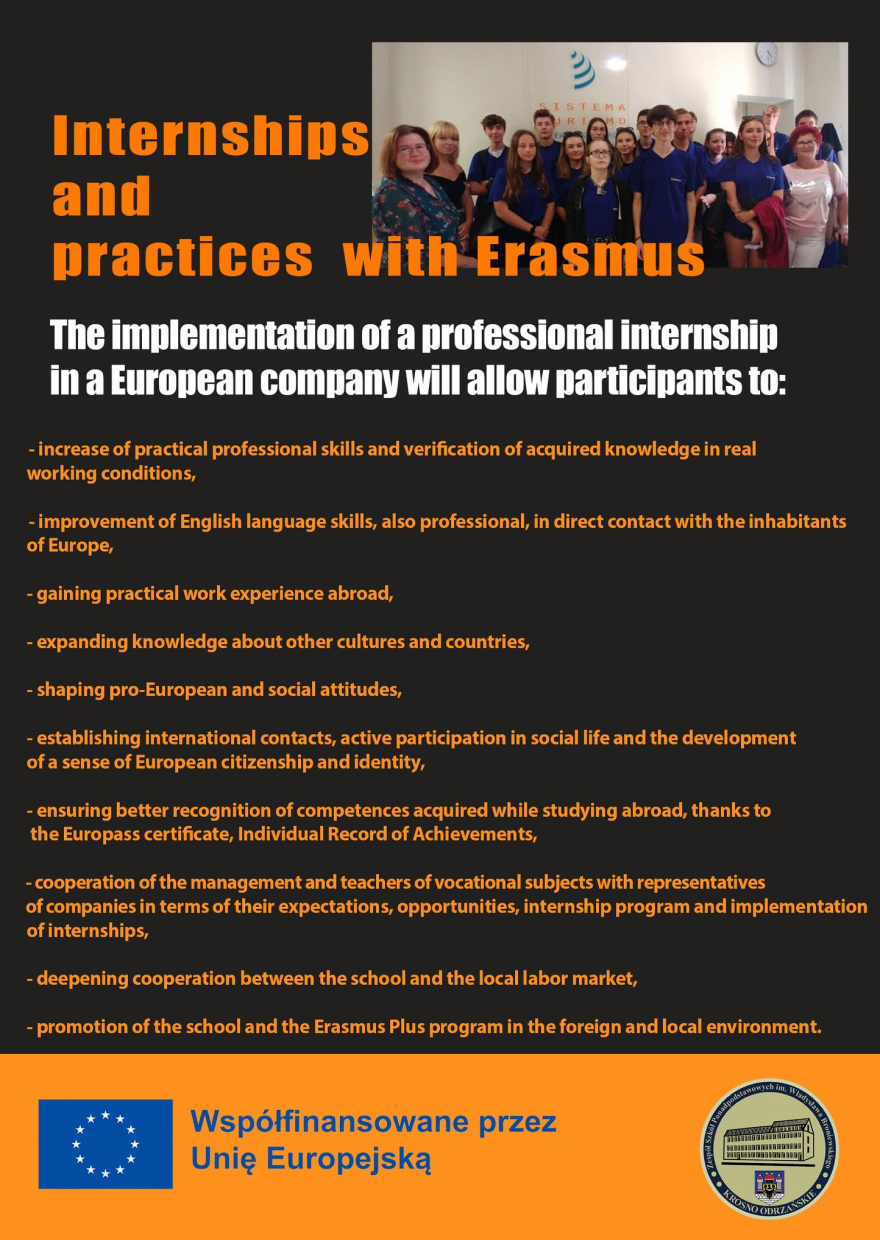 SISTEMA
TURISMO
Internships
and
practices with Erasmus
The implementation of a professional internship
in a European company will allow participants to:
- increase of practical professional skills and verification of acquired knowledge in real
working conditions,
- improvement of English language skills, also professional, in direct contact with the inhabitants
of Europe,
- gaining practical work experience abroad,
- expanding knowledge about other cultures and countries,
- shaping pro-European and social attitudes,
- establishing international contacts, active participation in social life and the development
of a sense of European citizenship and identity,
- ensuring better recognition of competences acquired while studying abroad, thanks to
the Europass certificate, Individual Record of Achievements,
- cooperation of the management and teachers of vocational subjects with representatives
of companies in terms of their expectations, opportunities, internship program and implementation
of internships,
- deepening cooperation between the school and the local labor market,
- promotion of the school and the Erasmus Plus program in the foreign and local environment.
Współfinansowane przez
Unię Europejską
Zespół Szkół Ponadpodstawowych im. Władysława Broniewskiego
KROSNO ODRZAŃSKIE